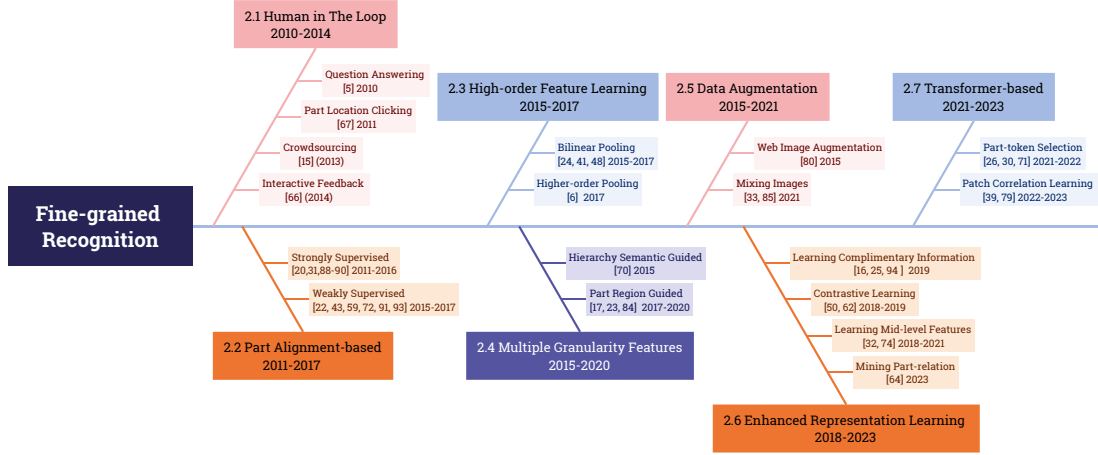 Fine-grained
Recognition
2.1 Human in The Loop
2010-2014
Question Answering
[5] 2010
Part Location Clicking
[67] 2011
Crowdsourcing
[15] (2013)
Interactive Feedback
[66] (2014)
Strongly Supervised
[20,31,88-90] 2011-2016
Weakly Supervised
[22, 43, 59, 72, 91, 93] 2015-2017
2.2 Part Alignment-based
2011-2017
2.3 High-order Feature Learning
2015-2017
Bilinear Pooling
[24, 41, 48] 2015-2017
Higher-order Pooling
[6] 2017
Hierarchy Semantic Guided
[70] 2015
Part Region Guided
[17, 23, 84] 2017-2020
2.4 Multiple Granularity Features
2015-2020
2.5 Data Augmentation
2015-2021
Web Image Augmentation
[80] 2015
Mixing Images
[33, 85] 2021
Learning Complimentary Information
[16, 25, 94 ] 2019
Contrastive Learning
[50, 62] 2018-2019
Learning Mid-level Features
[32, 74] 2018-2021
Mining Part-relation
[64] 2023
2.6 Enhanced Representation Learning
2018-2023
2.7 Transformer-based
2021-2023
Part-token Selection
[26, 30, 71] 2021-2022
Patch Correlation Learning
[39, 79] 2022-2023